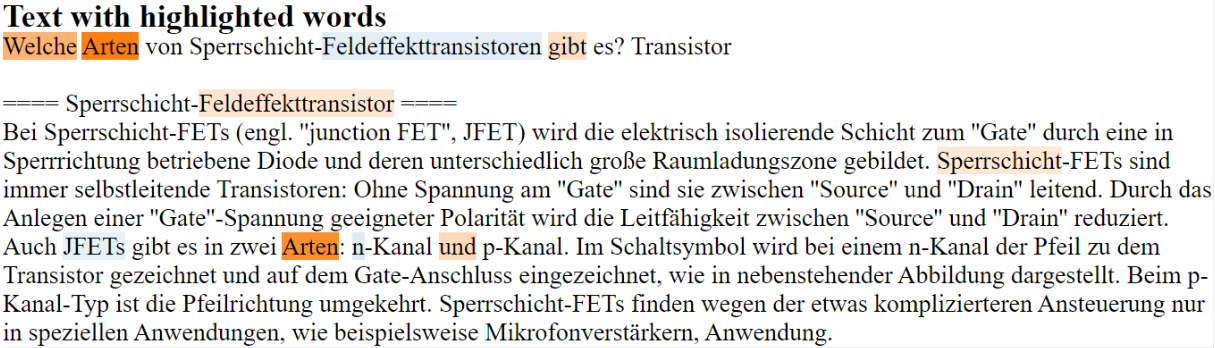 Text with highlighted words
Welche Arten von Sperrschicht-Feldeffekttransistoren gibt es? Transistor
==== Sperrschicht-Feldeffekttransistor ====
Bei Sperrschicht-FETs (engl. "junction FET", JFET) wird die elektrisch isolierende Schicht zum "Gate" durch eine in
Sperrrichtung betriebene Diode und deren unterschiedlich große Raumladungszone gebildet. Sperrschicht-FETs sind
immer selbstleitende Transistoren: Ohne Spannung am "Gate" sind sie zwischen "Source" und "Drain" leitend. Durch das
Anlegen einer "Gate"-Spannung geeigneter Polarität wird die Leitfähigkeit zwischen "Source" und "Drain" reduziert.
Auch JFETs gibt es in zwei Arten: n-Kanal und p-Kanal. Im Schaltsymbol wird bei einem n-Kanal der Pfeil zu dem
Transistor gezeichnet und auf dem Gate-Anschluss eingezeichnet, wie in nebenstehender Abbildung dargestellt. Beim p-
Kanal-Typ ist die Pfeilrichtung umgekehrt. Sperrschicht-FETs finden wegen der etwas komplizierteren Ansteuerung nur
in speziellen Anwendungen, wie beispielsweise Mikrofonverstärkern, Anwendung.